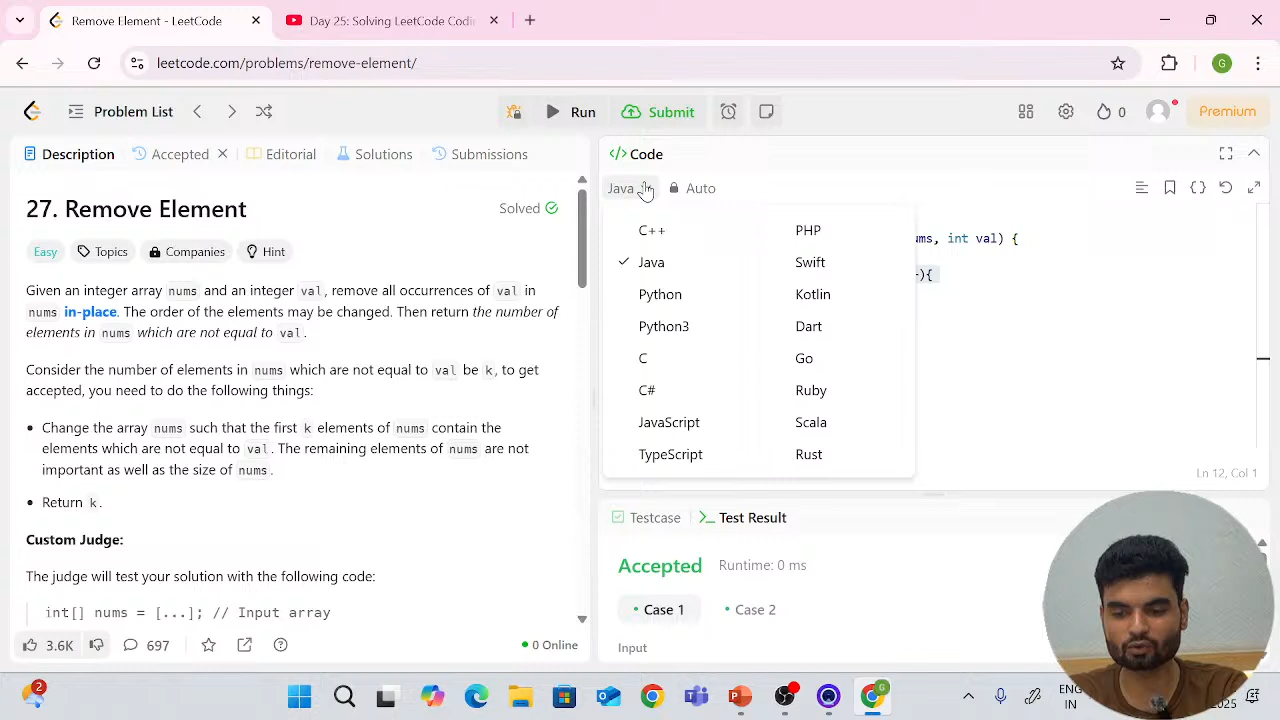 Remove Element - LeetCode
Day 25: Solving LeetCode Codi
leetcode.com/problems/remove-element/
G
Problem List
Run
Submit
0
Premium
Description
Accepted
Editorial
Solutions
Submissions
Code
Java
Auto
27. Remove Element
Solved
Easy
Topics
Companies
Hint
Given an integer array nums and an integer val, remove all occurrences of val in
nums in-place. The order of the elements may be changed. Then return the number of
elements in nums which are not equal to val.
Consider the number of elements in nums which are not equal to val be k, to get
accepted, you need to do the following things:
• Change the array nums such that the first k elements of nums contain the
elements which are not equal to val. The remaining elements of nums are not
important as well as the size of nums.
• Return k.
Custom Judge:
The judge will test your solution with the following code:
int[] nums = [...]; // Input array
3.6K
697
0 Online
C++
Java
Python
Python3
C
C#
JavaScript
TypeScript
PHP
Swift
Kotlin
Dart
Go
Ruby
Scala
Rust
ms, int val) {
){
Ln 12, Col 1
Testcase
Test Result
Accepted
Runtime: 0 ms
Case 1
Case 2
Input
2
G
ENG
IN
2025